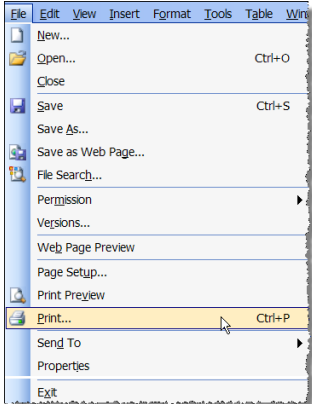 File Edit View Insert Format Tools Table Win
New...
Open... Ctrl+O
Close
Save Ctrl+S
Save As...
Save as Web Page...
File Search...
Permission
Versions...
Web Page Preview
Page Setup...
Print Preview
Print... Ctrl+P
Send To
Properties
Exit